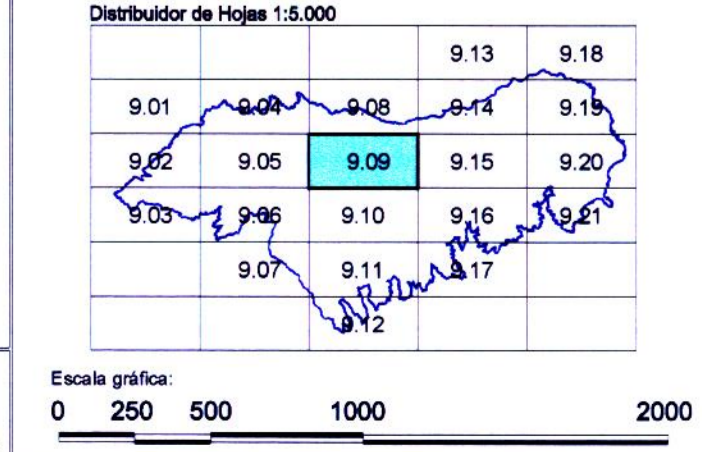 Distribuidor de Hojas 1:5.000
9.13 9.18
9.01 9.04 9.08 9.14 9.19
9.02 9.05 9.09 9.15 9.20
9.03 9.06 9.10 9.16 9.21
9.07 9.11 9.17
9.12
Escala gráfica:
0 250 500 1000 2000